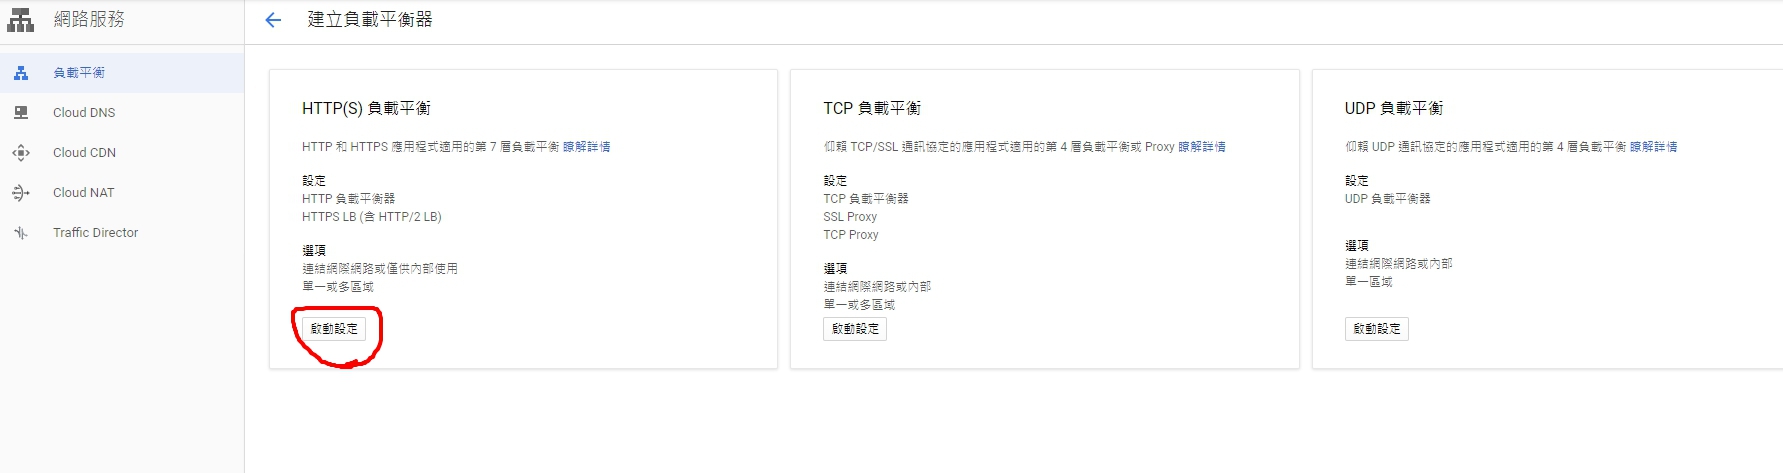 網路服務
建立負載平衡器
負載平衡
Cloud DNS
Cloud CDN
Cloud NAT
Traffic Director
HTTP(S) 負載平衡
HTTP 和 HTTPS 應用程式適用的第 7 層負載平衡 瞭解詳情
設定
HTTP 負載平衡器
HTTPS LB (含 HTTP/2 LB)
選項
連結網際網路或僅供內部使用
單一或多區域
啟動設定
TCP 負載平衡
仰賴 TCP/SSL 通訊協定的應用程式適用的第 4 層負載平衡或 Proxy 瞭解詳情
設定
TCP 負載平衡器
SSL Proxy
TCP Proxy
選項
連結網際網路或內部
單一或多區域
啟動設定
UDP 負載平衡
仰賴 UDP 通訊協定的應用程式適用的第 4 層負載平衡 瞭解詳情
設定
UDP 負載平衡器
選項
連結網際網路或內部
單一區域
啟動設定